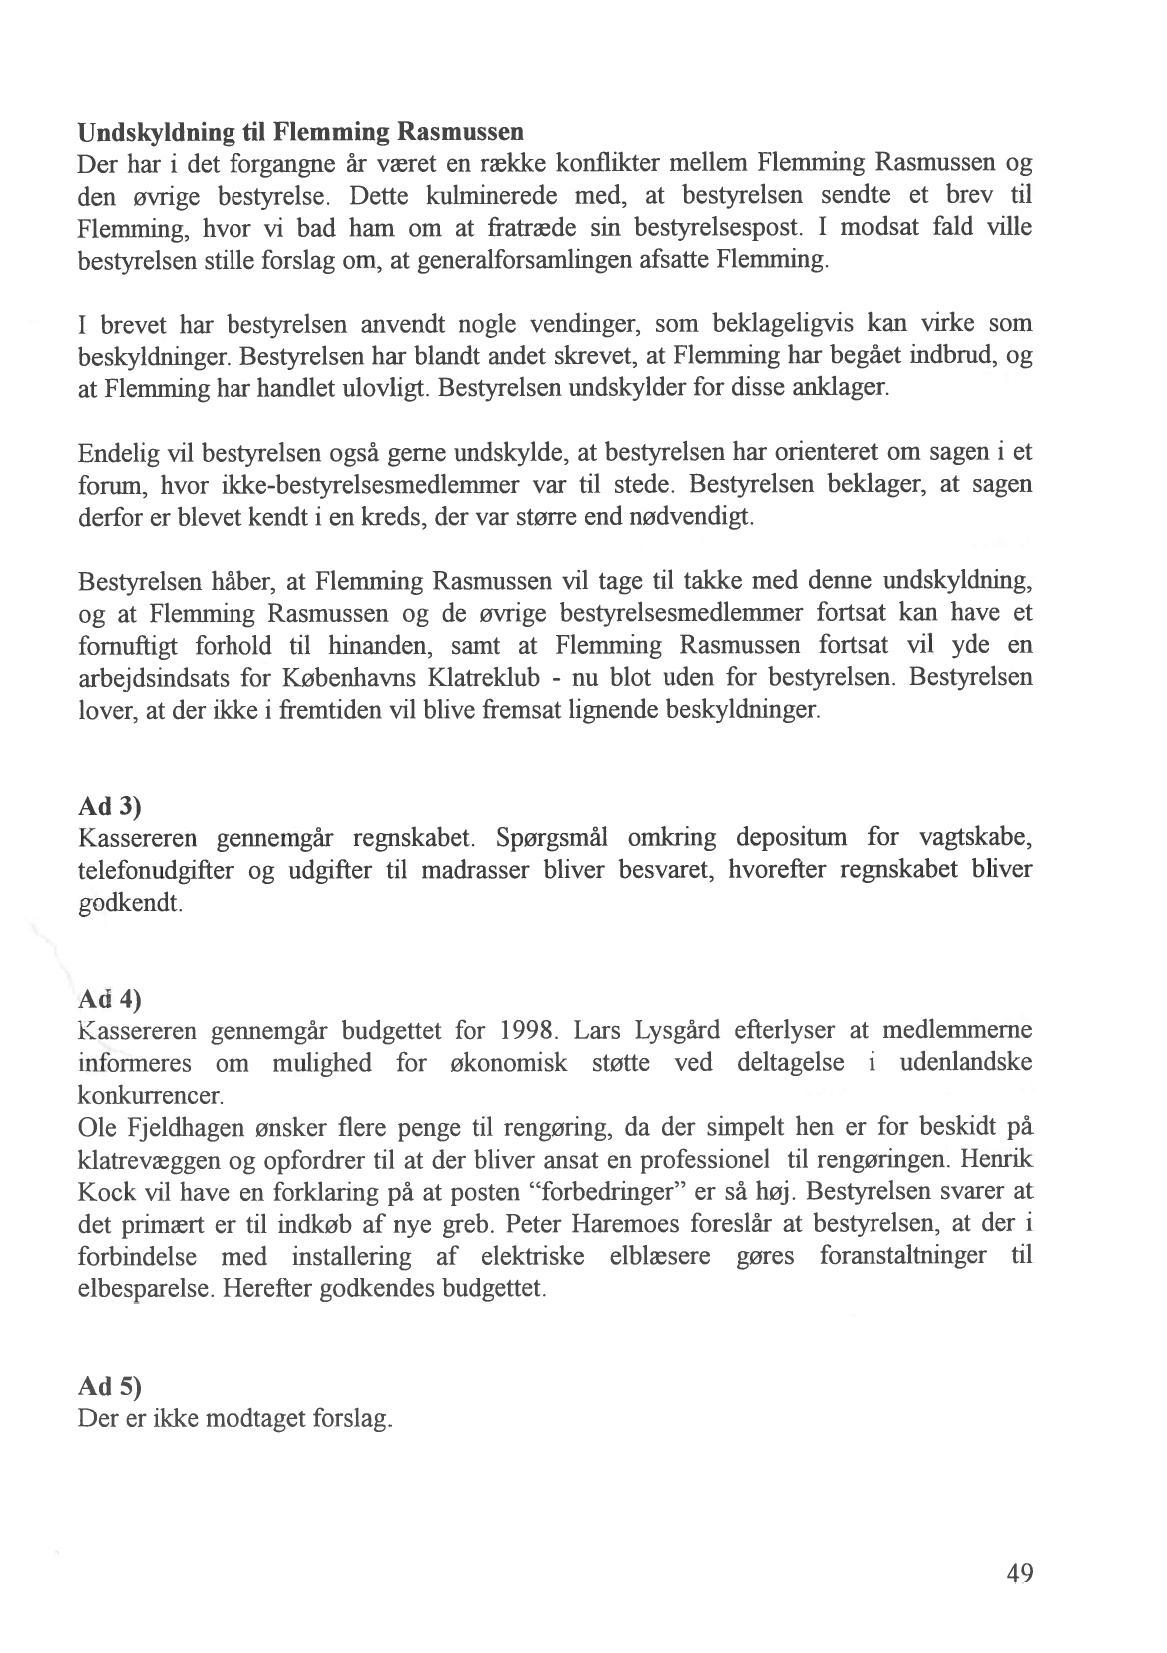 Undskyldning til Flemming Rasmussen
Der har i det forgangne år været en række konflikter mellem Flemming Rasmussen og
den øvrige bestyrelse. Dette kulminerede med, at bestyrelsen sendte et brev til
Flemming, hvor vi bad ham om at fratræde sin bestyrelsespost. I modsat fald ville
bestyrelsen stille forslag om, at generalforsamlingen afsatte Flemming.
I brevet har bestyrelsen anvendt nogle vendinger, som beklageligvis kan virke som
beskyldninger. Bestyrelsen har blandt andet skrevet, at Flemming har begået indbrud, og
at Flemming har handlet ulovligt. Bestyrelsen undskylder for disse anklager.
Endelig vil bestyrelsen også gerne undskylde, at bestyrelsen har orienteret om sagen i et
forum, hvor ikke-bestyrelsesmedlemmer var til stede. Bestyrelsen beklager, at sagen
derfor er blevet kendt i en kreds, der var større end nødvendigt.
Bestyrelsen håber, at Flemming Rasmussen vil tage til takke med denne undskyldning,
og at Flemming Rasmussen og de øvrige bestyrelsesmedlemmer fortsat kan have et
fornuftigt forhold til hinanden, samt at Flemming Rasmussen fortsat vil yde en
arbejdsindsats for Københavns Klatreklub - nu blot uden for bestyrelsen. Bestyrelsen
lover, at der ikke i fremtiden vil blive fremsat lignende beskyldninger.
Ad 3)
Kassereren gennemgår regnskabet. Spørgsmål omkring depositum for vagtskabe,
telefonudgifter og udgifter til madrasser bliver besvaret, hvorefter regnskabet bliver
godkendt.
Ad 4)
Kassereren gennemgår budgettet for 1998. Lars Lysgård efterlyser at medlemmerne
informeres om mulighed for økonomisk støtte ved deltagelse i udenlandske
konkurrencer.
Ole Fjeldhagen ønsker flere penge til rengøring, da der simpelt hen er for beskidt på
klatrevæggen og opfordrer til at der bliver ansat en professionel til rengøringen. Henrik
Kock vil have en forklaring på at posten “forbedringer” er så høj. Bestyrelsen svarer at
det primært er til indkøb af nye greb. Peter Haremoes foreslår at bestyrelsen, at der i
forbindelse med installering af elektriske elblæsere gøres foranstaltninger til
elbesparelse. Herefter godkendes budgettet.
Ad 5)
Der er ikke modtaget forslag.
49